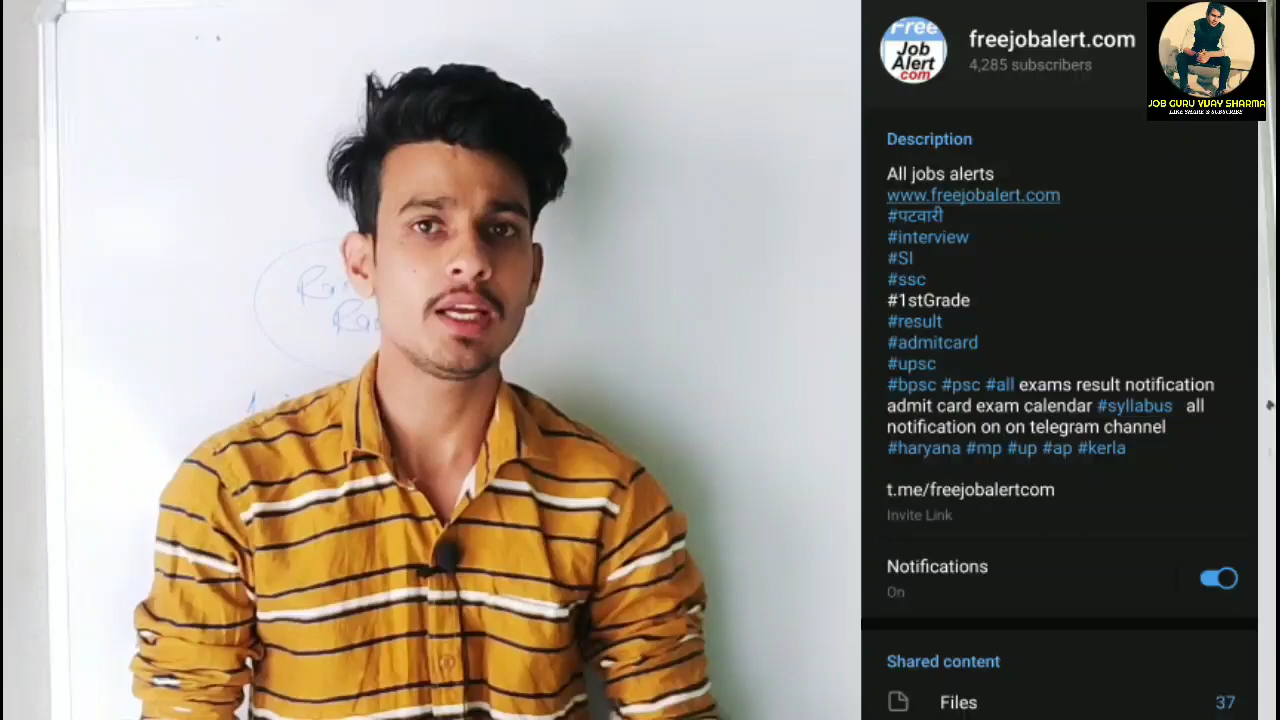 Free
Job
Alert
com
freejobalert.com
4,285 subscribers
JOB GURU VIJAY SHARMA
LIKE SHARE & SUBSCRIBE
Description
All jobs alerts
www.freejobalert.com
#पटवारी
#interview
#SI
#ssc
#1stGrade
#result
#admitcard
#upsc
#bpsc #psc #all exams result notification
admit card exam calendar #syllabus all
notification on on telegram channel
#haryana #mp #up #ap #kerla
t.me/freejobalertcom
Invite Link
Notifications
On
Shared content
Files 37